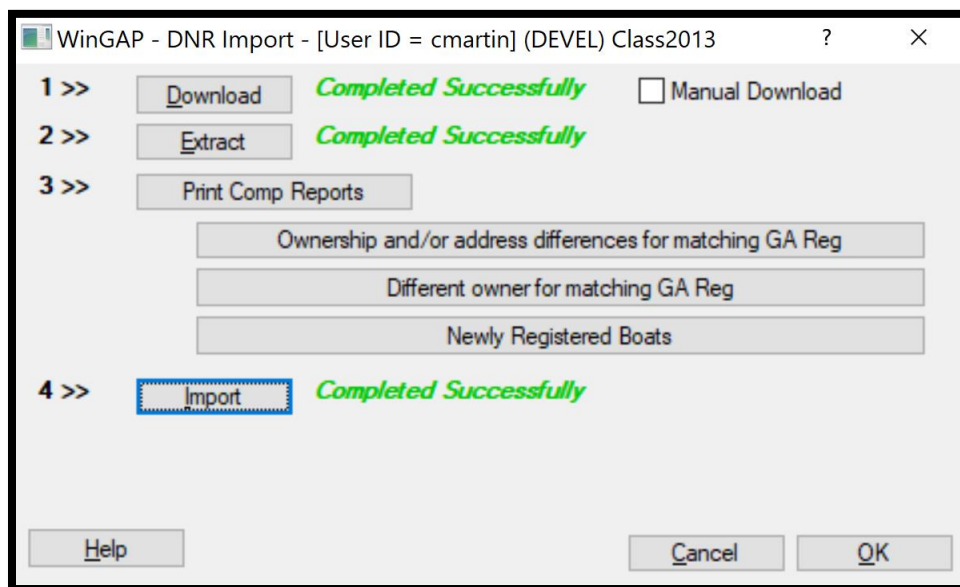 WinGAP - DNR Import - [User ID = cmartin] (DEVEL) Class2013 ?
1 >> Download Completed Successfully Manual Download
2 >> Extract Completed Successfully
3 >> Print Comp Reports
Ownership and/or address differences for matching GA Reg
Different owner for matching GA Reg
Newly Registered Boats
4 >> Import Completed Successfully
Help Cancel OK